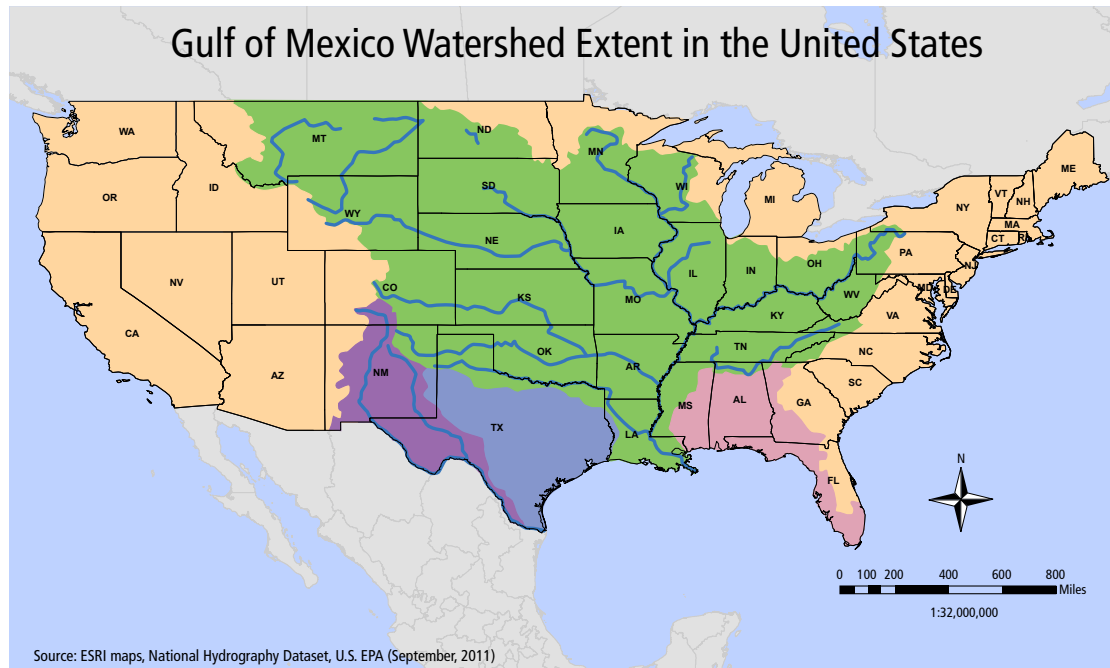 Gulf of Mexico Watershed Extent in the United States
WA
MT
ND
MN
ME
OR
ID
SD
WI
MI
NY
VT
NH
WY
MA
CT
RI
NE
IA
PA
NV
UT
CO
KS
MO
IL
IN
OH
NJ
MD
DE
WV
VA
CA
KY
AZ
NM
OK
AR
TN
NC
SC
TX
LA
MS
AL
GA
FL
N
0 100 200 400 600 800
Miles
1:32,000,000
Source: ESRI maps, National Hydrography Dataset, U.S. EPA (September, 2011)